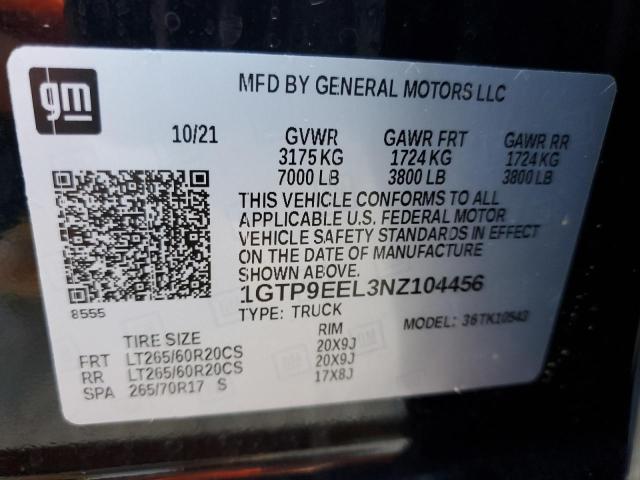 gm
MFD BY GENERAL MOTORS LLC
10/21 GVWR GAWR FRT GAWR RR
3175 KG 1724 KG 1724 KG
7000 LB 3800 LB 3800 LB
THIS VEHICLE CONFORMS TO ALL
APPLICABLE U.S. FEDERAL MOTOR
VEHICLE SAFETY STANDARDS IN EFFECT
ON THE DATE OF MANUFACTURE
SHOWN ABOVE.
1GTP9EEL3NZ104456
8555
TYPE: TRUCK MODEL: 36TK10543
TIRE SIZE RIM
FRT LT265/60R20CS 20X9J
RR LT265/60R20CS 20X9J
SPA 265/70R17 S 17X8J